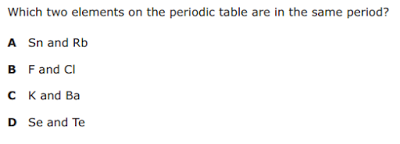 Which two elements on the periodic table are in the same period?
A Sn and Rb
B F and Cl
C K and Ba
D Se and Te